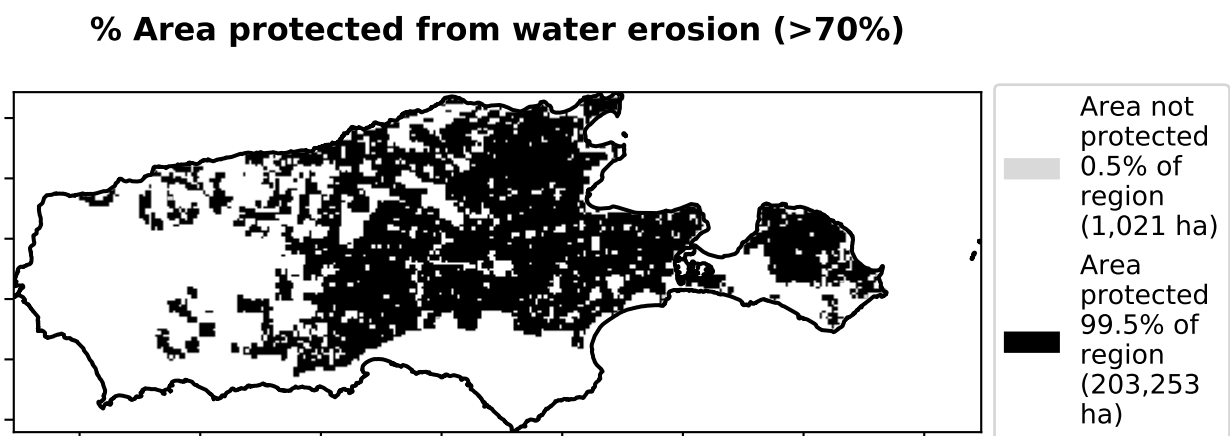 % Area protected from water erosion (>70%)
Area not
protected
0.5% of
region
(1,021 ha)
Area
protected
99.5% of
region
(203,253
ha)